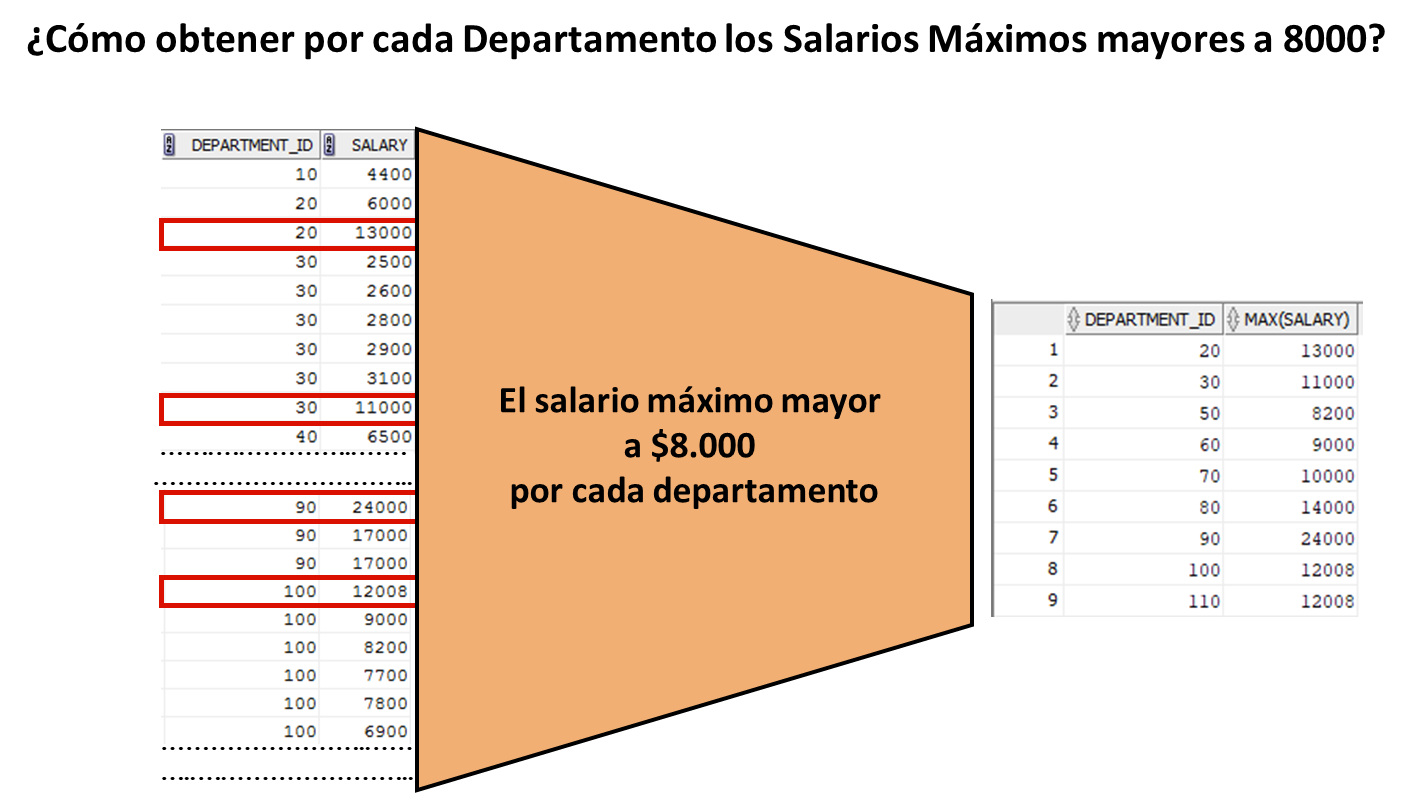 ¿Cómo obtener por cada Departamento los Salarios Máximos mayores a 8000?
DEPARTMENT_ID SALARY
10 4400
20 6000
20 13000
30 2500
30 2600
30 2800
30 2900
30 3100
30 11000
40 6500
90 24000
90 17000
90 17000
100 12008
100 9000
100 8200
100 7700
100 7800
100 6900
El salario máximo mayor
a $8.000
por cada departamento
DEPARTMENT_ID MAX(SALARY)
1 20 13000
2 30 11000
3 50 8200
4 60 9000
5 70 10000
6 80 14000
7 90 24000
8 100 12008
9 110 12008